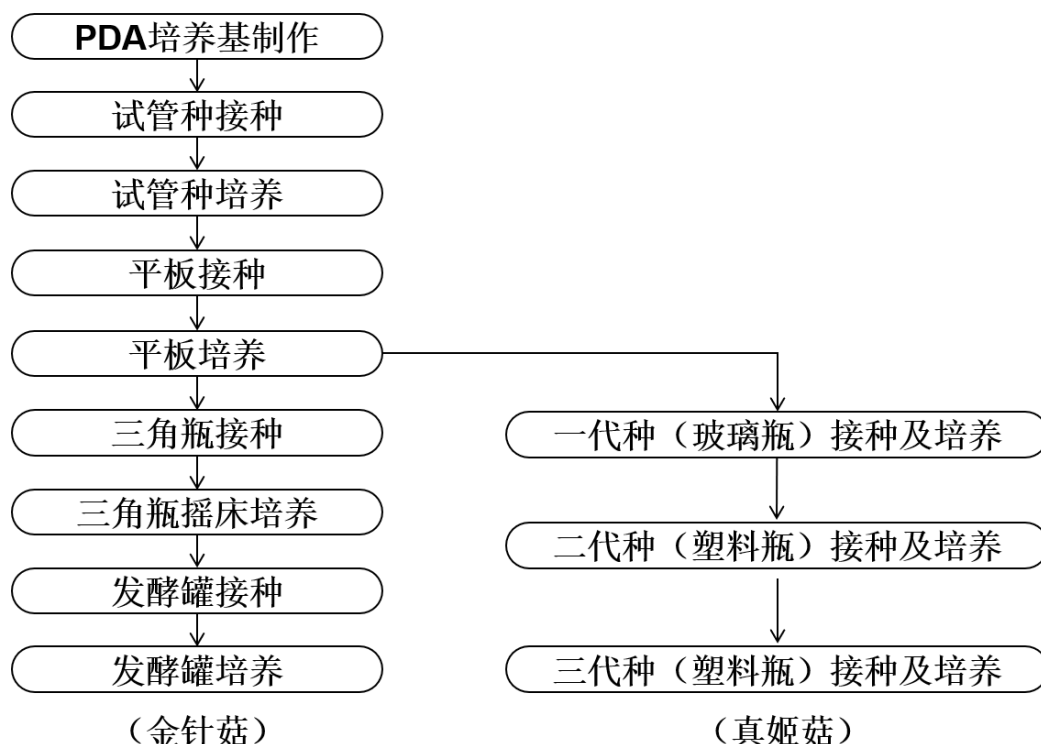 PDA培养基制作
试管种接种
试管种培养
平板接种
平板培养
三角瓶接种
三角瓶摇床培养
发酵罐接种
发酵罐培养
（金针菇）
一代种（玻璃瓶）接种及培养
二代种（塑料瓶）接种及培养
三代种（塑料瓶）接种及培养
（真姬菇）